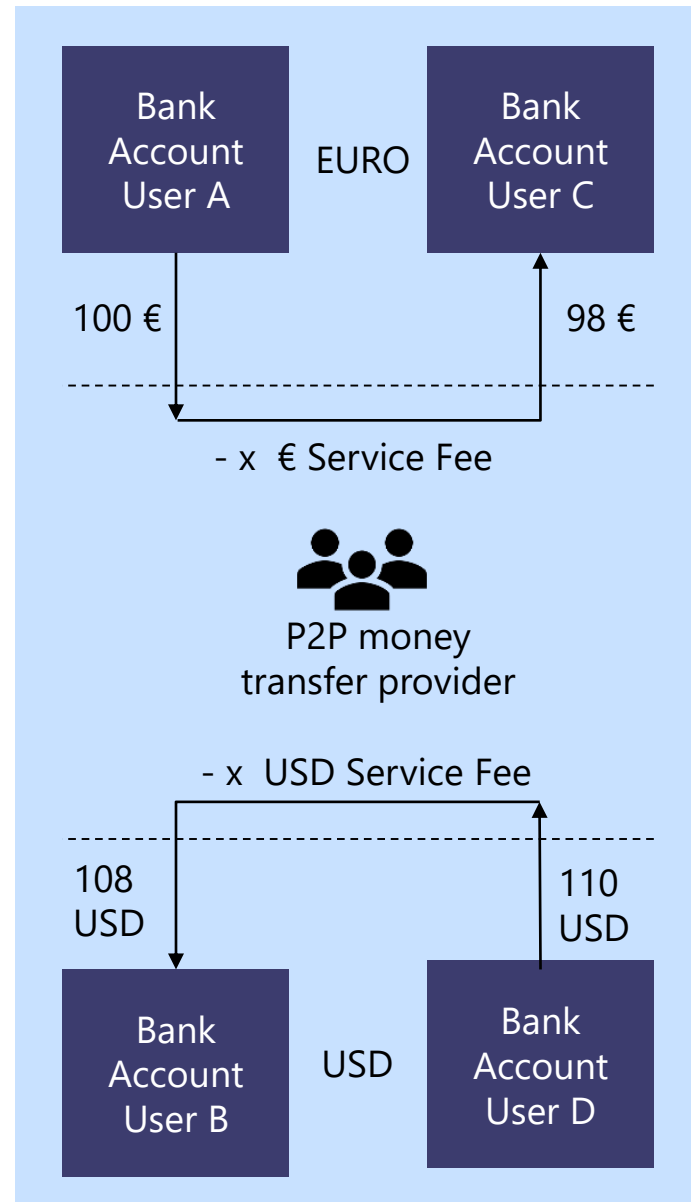 Bank
Account
User A
EURO
Bank
Account
User C
100 €
98 €
- x € Service Fee
P2P money
transfer provider
- x USD Service Fee
108
USD
110
USD
Bank
Account
User B
USD
Bank
Account
User D